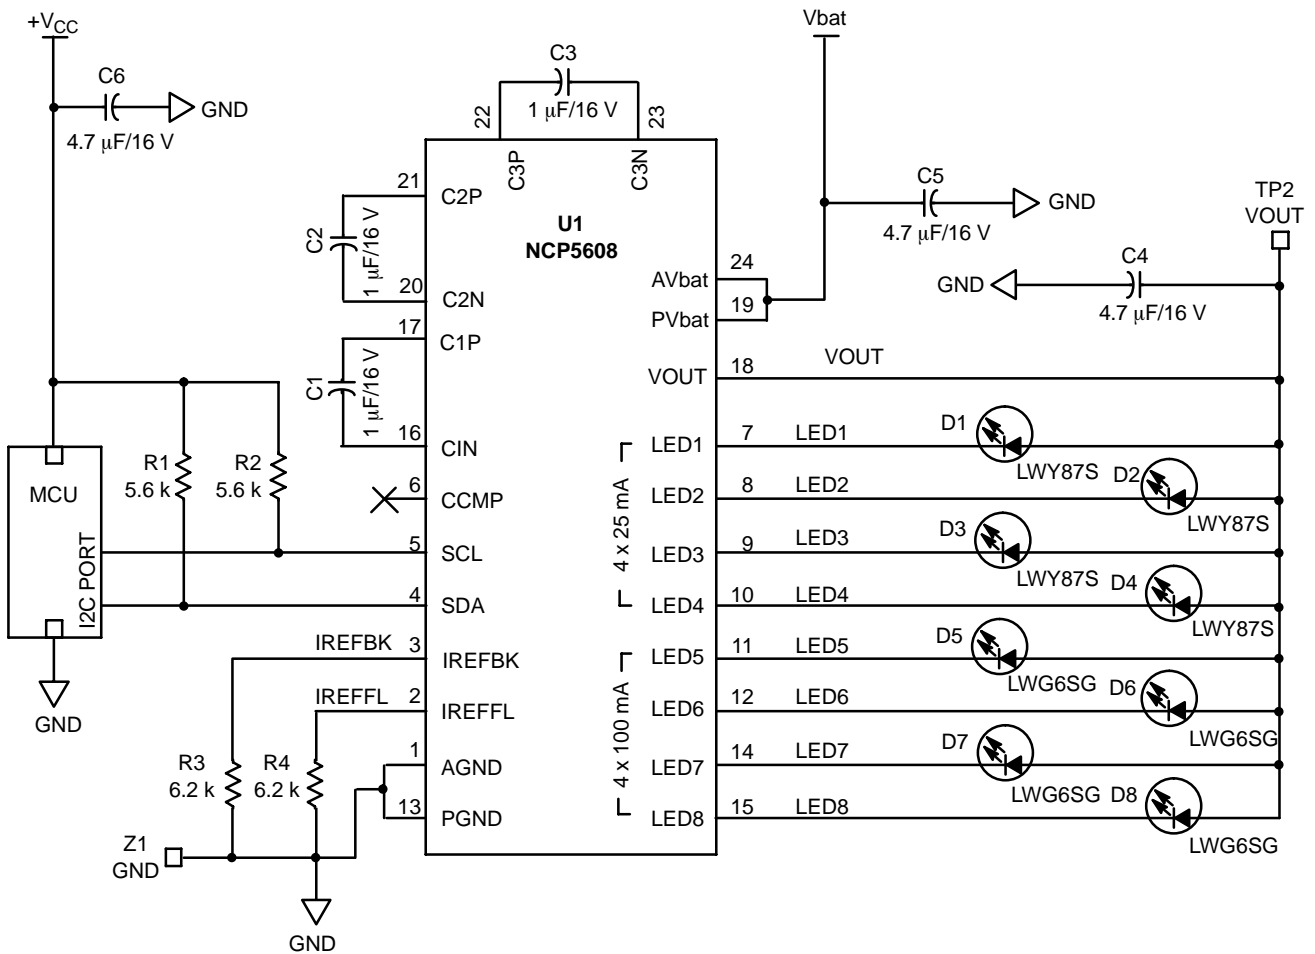 +VCC
C6
GND
4.7 μF/16 V
C3
1 μF/16 V
22
23
C3P
C3N
Vbat
C5
GND
4.7 μF/16 V
TP2
VOUT
C4
GND
4.7 μF/16 V
U1
NCP5608
21
C2P
C2
1 μF/16 V
20
C2N
17
C1P
C1
1 μF/16 V
16
CIN
6
CCMP
5
SCL
4
SDA
IREFBK
3
IREFBK
IREFFL
2
IREFFL
1
AGND
13
PGND
R1
5.6 k
R2
5.6 k
MCU
I2C PORT
GND
R3
6.2 k
R4
6.2 k
Z1
GND
GND
AVbat
24
PVbat
19
VOUT
18
VOUT
4 x 25 mA
LED1
7
LED1
D1
LWY87S
LED2
8
LED2
D2
LWY87S
LED3
9
LED3
D3
LWY87S
LED4
10
LED4
D4
LWY87S
4 x 100 mA
LED5
11
LED5
D5
LWG6SG
LED6
12
LED6
D6
LWG6SG
LED7
14
LED7
D7
LWG6SG
LED8
15
LED8
D8
LWG6SG